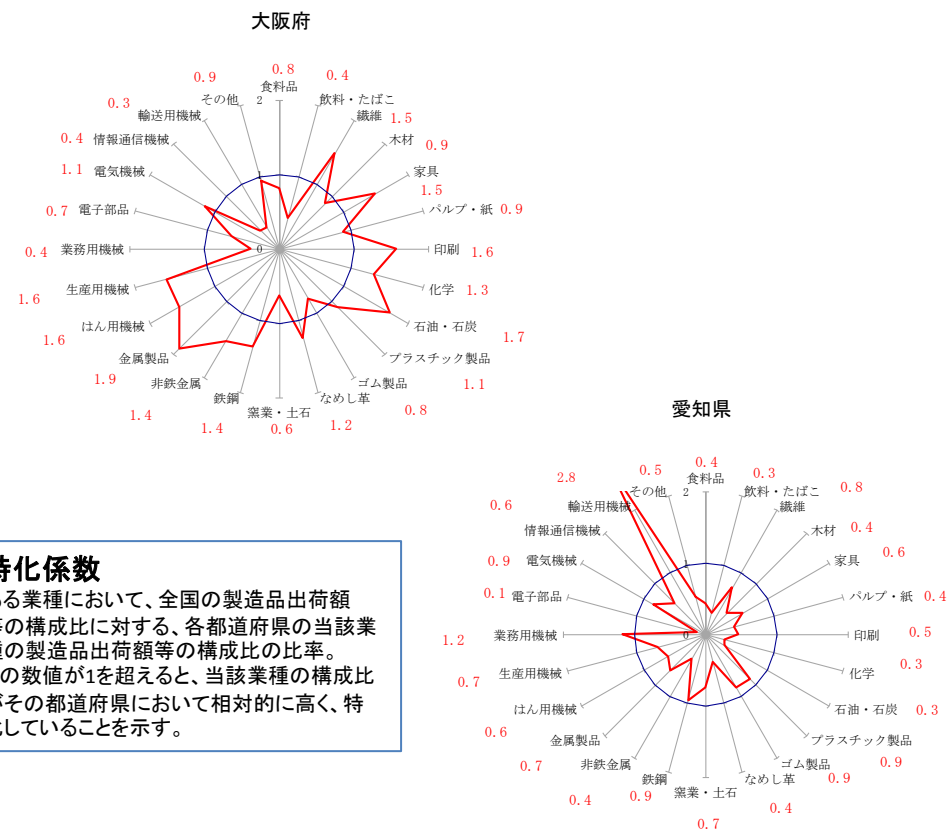 大阪府
0.8
食料品
2
0.4
飲料・たばこ
繊維 1.5
木材
0.9
家具
1.5
パルプ・紙 0.9
印刷 1.6
化学 1.3
石油・石炭
1.7
プラスチック製品
1.1
ゴム製品
0.8
なめし革
1.2
窯業・土石
0.6
鉄鋼
1.4
非鉄金属
1.4
金属製品
1.9
はん用機械
1.6
生産用機械
1.6
0.4 業務用機械
0
0.7 電子部品
1.1 電気機械
0.4 情報通信機械
0.3
輸送用機械
0.9
その他
1
愛知県
0.4
食料品
2
0.3
飲料・たばこ
0.8
繊維
木材 0.4
0.6
家具
パルプ・紙 0.4
印刷 0.5
化学 0.3
石油・石炭 0.3
プラスチック製品
0.9
ゴム製品
0.9
なめし革
0.4
窯業・土石
0.7
鉄鋼
0.9
非鉄金属
0.4
金属製品
0.7
はん用機械
0.6
生産用機械
0.7
1.2 業務用機械
0
0.1 電子部品
0.9 電気機械
0.6
情報通信機械
2.8
輸送用機械
0.5
その他
1
特化係数
ある業種において、全国の製造品出荷額
等の構成比に対する、各都道府県の当該業
種の製造品出荷額等の構成比の比率。
の数値が1を超えると、当該業種の構成比
がその都道府県において相対的に高く、特
化していることを示す。